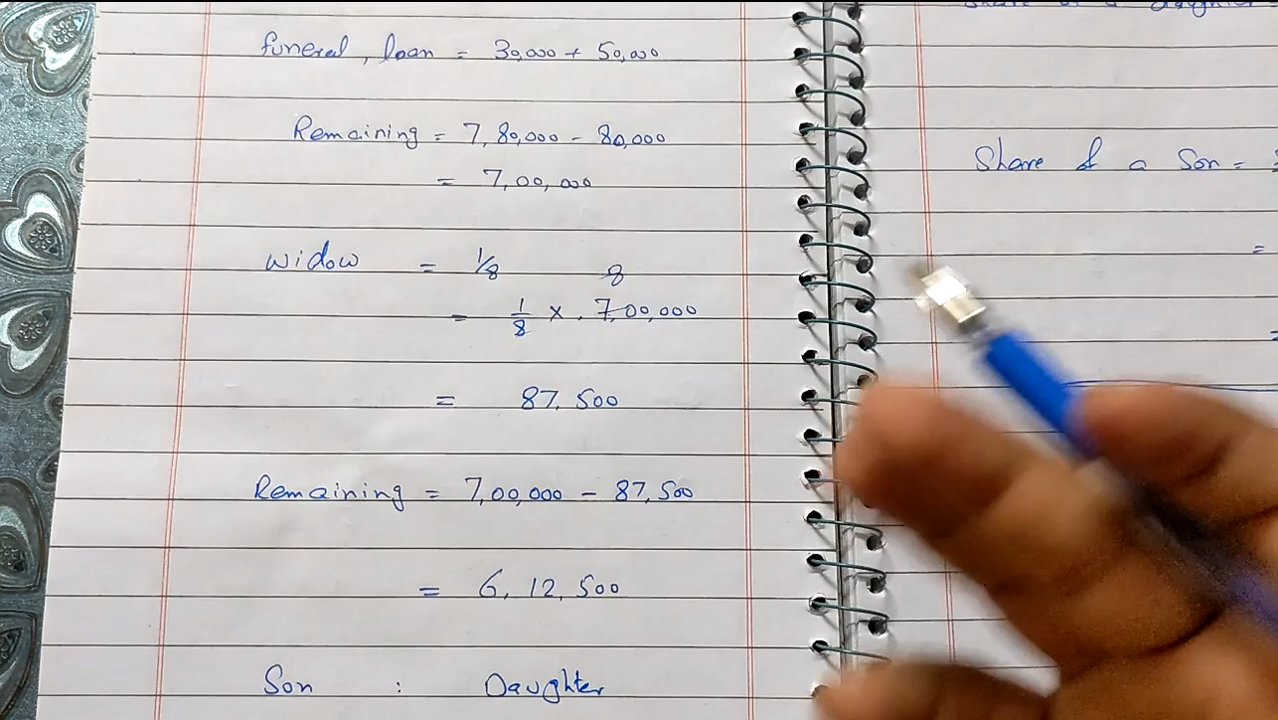 funeral, loan = 30,000 + 50,000
Remaining = 7,80,000 - 80,000
= 7,00,000
Widow = 1/8 8
= 1/8 × . 7,00,000
= 87,500
Remaining = 7,00,000 - 87,500
= 6,12,500
Son : Daughter
Share of a Son =
=